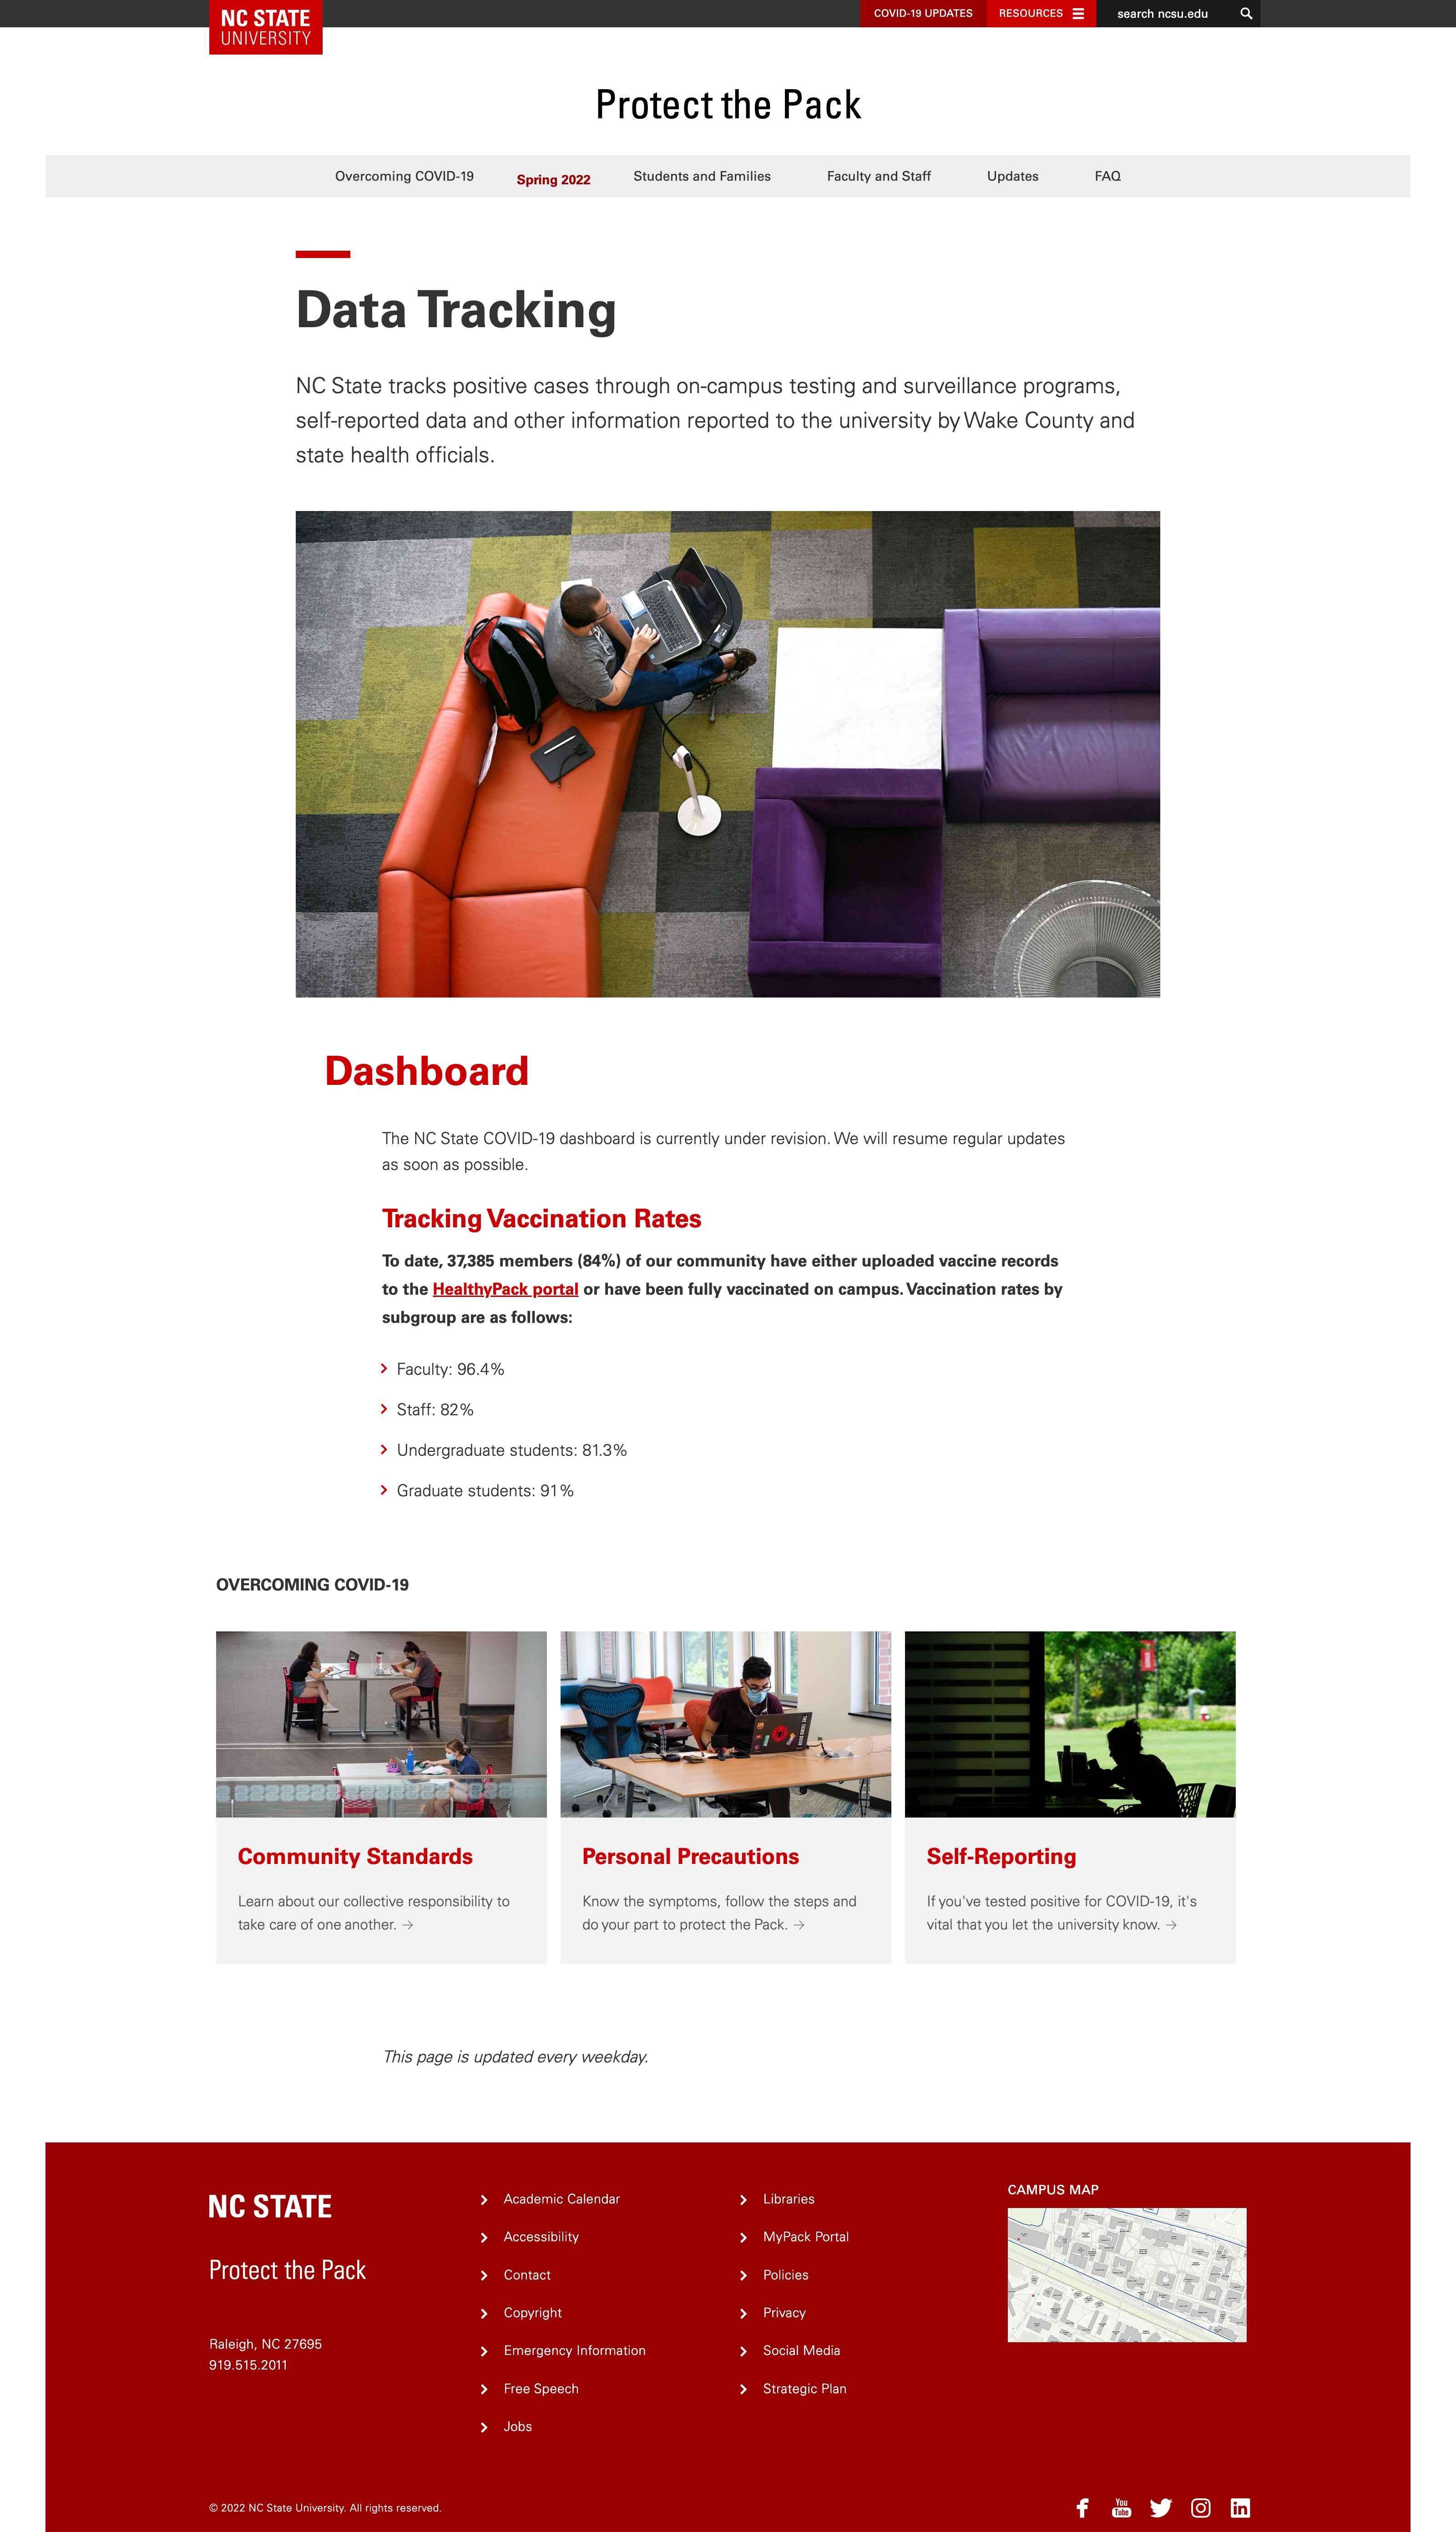 NC STATE
UNIVERSITY
COVID-19 UPDATES
RESOURCES
search ncsu.edu
Protect the Pack
Overcoming COVID-19
Spring 2022
Students and Families
Faculty and Staff
Updates
FAQ
Data Tracking
NC State tracks positive cases through on-campus testing and surveillance programs,
self-reported data and other information reported to the university by Wake County and
state health officials.
Dashboard
The NC State COVID-19 dashboard is currently under revision. We will resume regular updates
as soon as possible.
Tracking Vaccination Rates
To date, 37,385 members (84%) of our community have either uploaded vaccine records
to the HealthyPack portal or have been fully vaccinated on campus. Vaccination rates by
subgroup are as follows:
Faculty: 96.4%
Staff: 82%
Undergraduate students: 81.3%
Graduate students: 91%
OVERCOMING COVID-19
Community Standards
Learn about our collective responsibility to
take care of one another. →
Personal Precautions
Know the symptoms, follow the steps and
do your part to protect the Pack. →
Self-Reporting
If you've tested positive for COVID-19, it's
vital that you let the university know. →
This page is updated every weekday.
NC STATE
Protect the Pack
Raleigh, NC 27695
919.515.2011
Academic Calendar
Accessibility
Contact
Copyright
Emergency Information
Free Speech
Jobs
Libraries
MyPack Portal
Policies
Privacy
Social Media
Strategic Plan
CAMPUS MAP
© 2022 NC State University. All rights reserved.
You
Tube